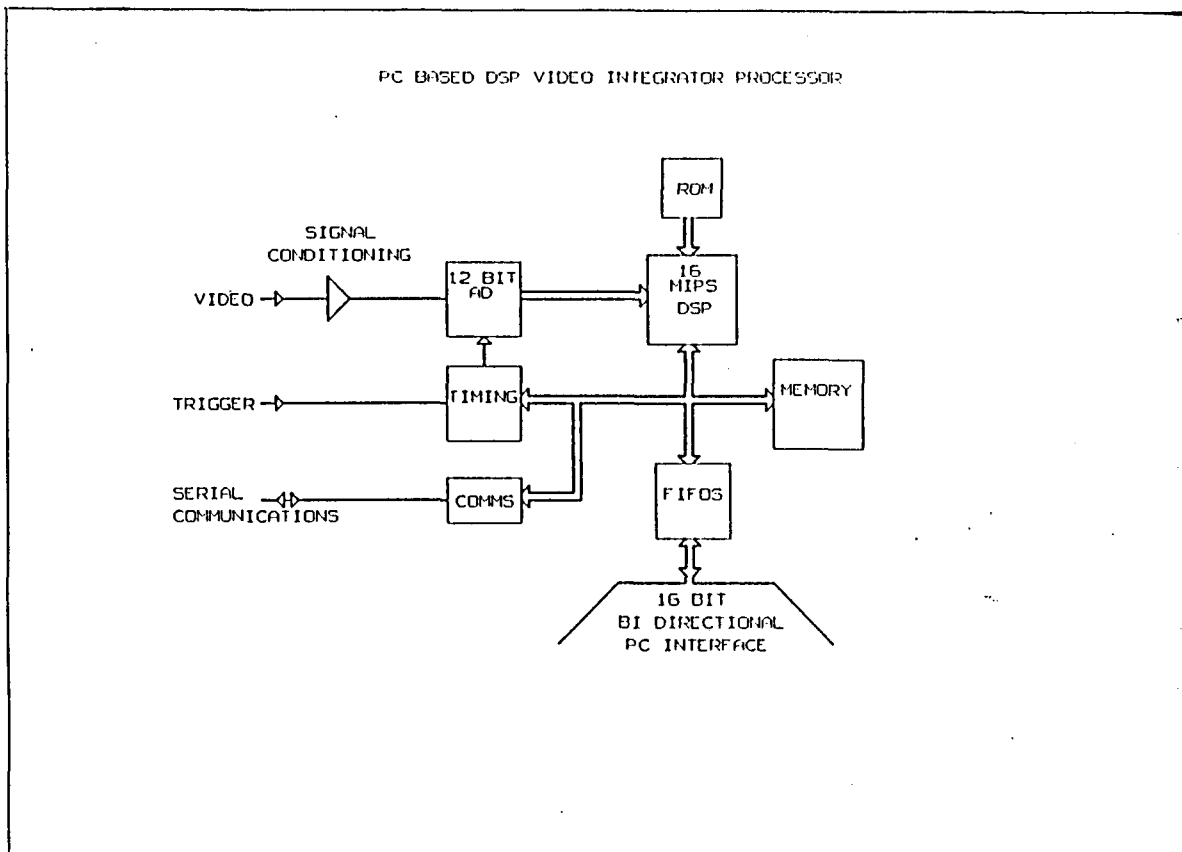 PC BASED DSP VIDEO INTEGRATOR PROCESSOR
ROM
SIGNAL
CONDITIONING
12 BIT
AD
16
MIPS
DSP
VIDEO
TRIGGER
TIMING
MEMORY
SERIAL
COMMUNICATIONS
COMMS
FIFOS
16 BIT
BI DIRECTIONAL
PC INTERFACE